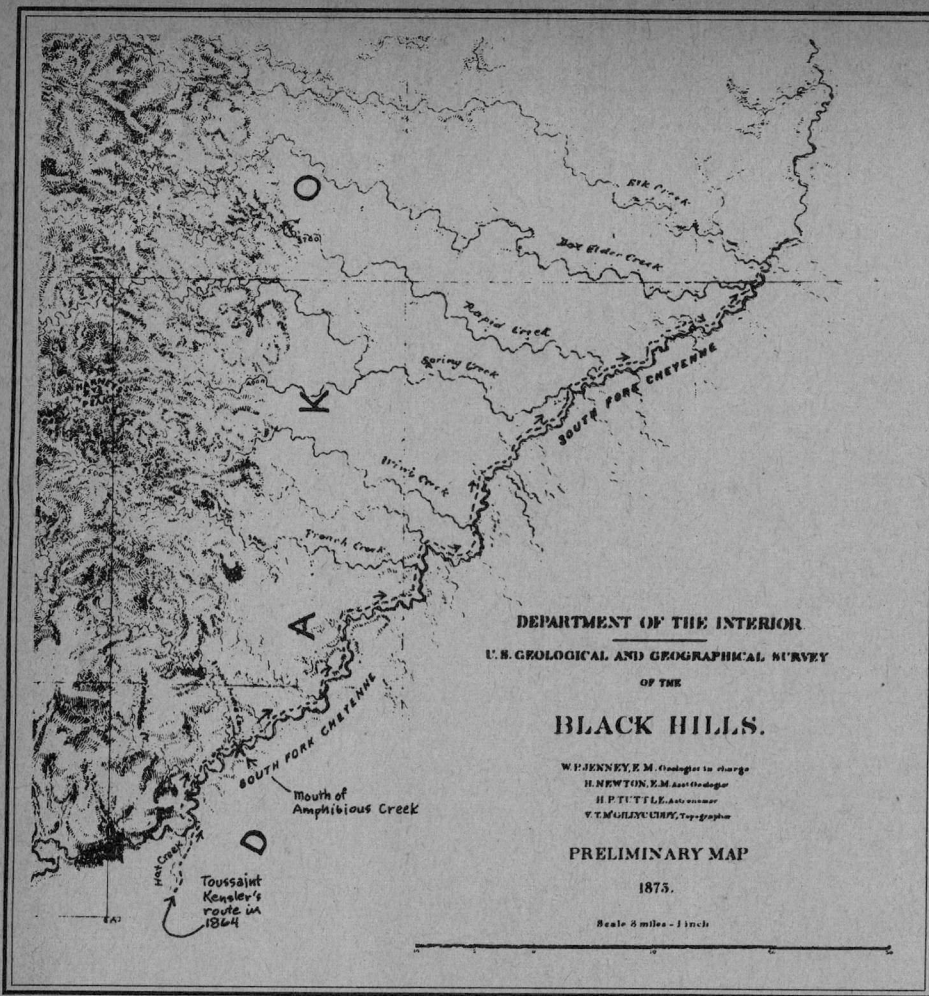 O
Elk Creek
Box Elder Creek
Rapid Creek
Spring Creek
HARNEY'S
PEAK
K
SOUTH FORK CHEYENNE
French Creek
A
SOUTH FORK CHEYENNE
Mouth of
Amphibious Creek
D
Hat Creek
Toussaint
Kensler's
route in
1864
DEPARTMENT OF THE INTERIOR
U.S. GEOLOGICAL AND GEOGRAPHICAL SURVEY
OF THE
BLACK HILLS.
W. P. JENNEY, E. M. Geologist in charge
H. NEWTON, E.M. Asst Geologist
H. P. TUTTLE, Astronomer
V. T. McGILLYCUDDY, Topographer
PRELIMINARY MAP
1875.
Scale 8 miles - 1 inch